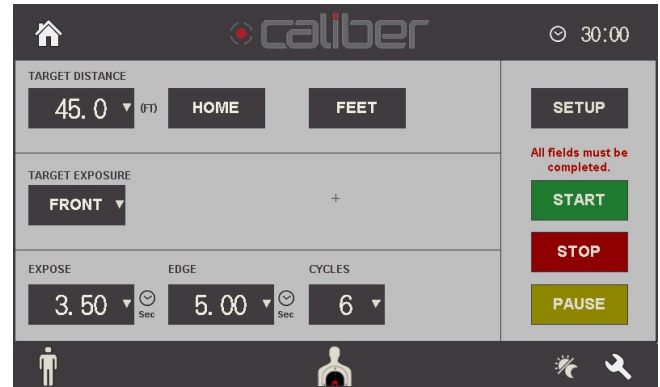 caliber
30:00
TARGET DISTANCE
45.0 (FT) HOME FEET
SETUP
All fields must be
completed.
TARGET EXPOSURE
FRONT
START
STOP
EXPOSE EDGE CYCLES
3.50 Sec 5.00 Sec 6
PAUSE